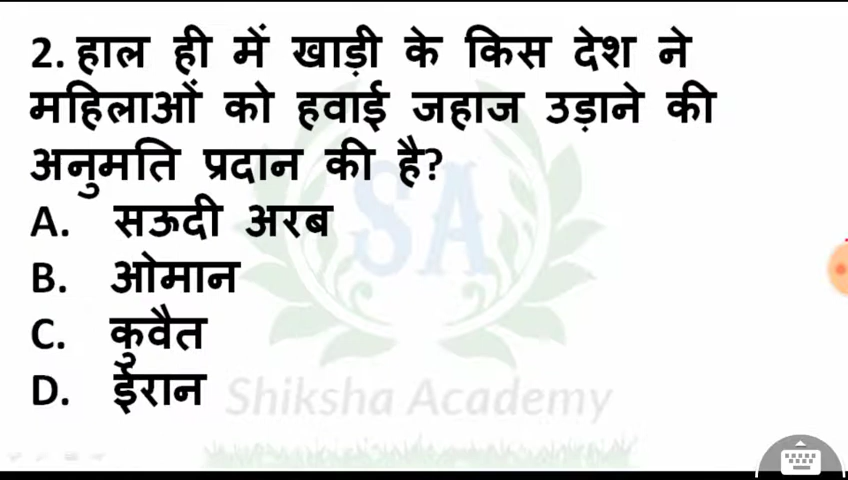 2. हाल ही में खाड़ी के किस देश ने
महिलाओं को हवाई जहाज उड़ाने की
अनुमति प्रदान की है?
A. सऊदी अरब
B. ओमान
C. कुवैत
D. ईरान
SA
Shiksha Academy